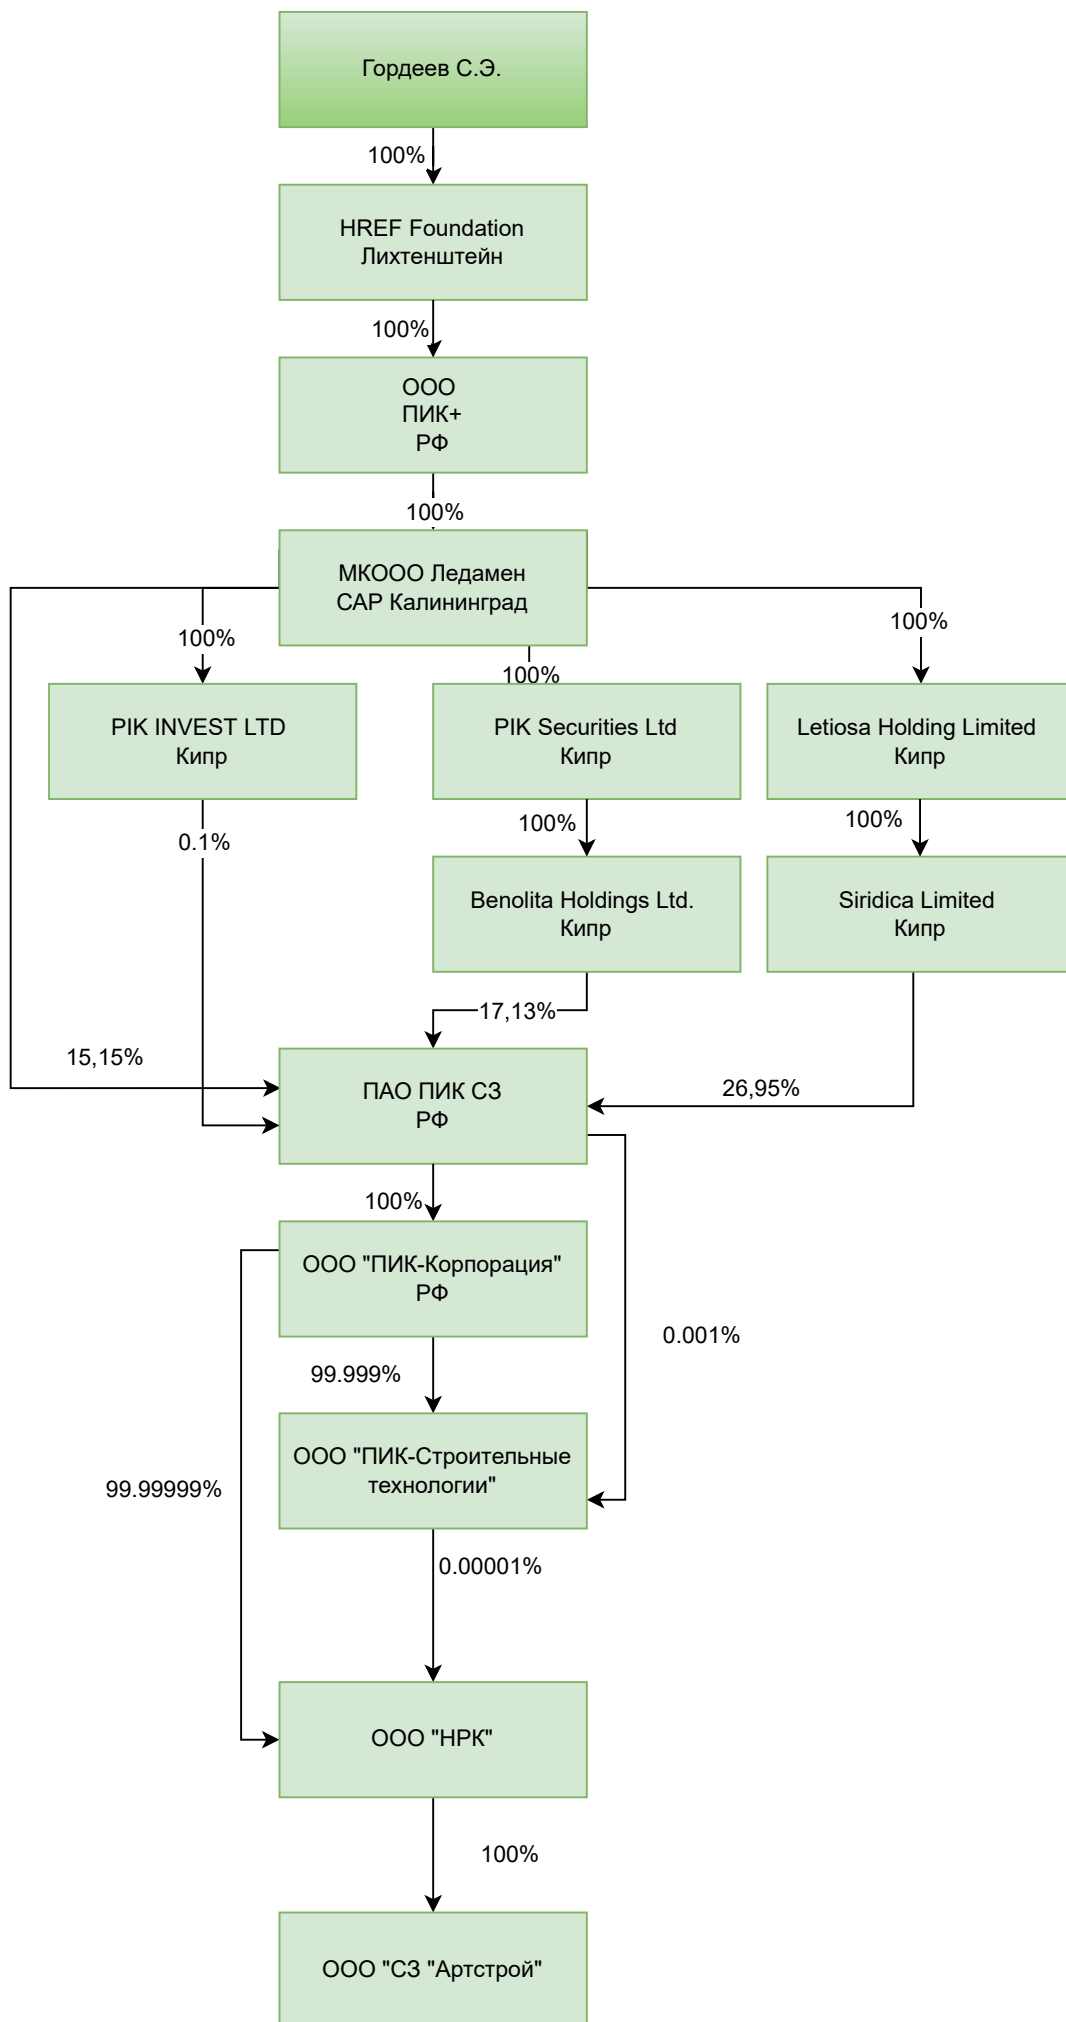 Гордеев С.Э.
100%
HREF Foundation
Лихтенштейн
100%
ООО
ПИК+
РФ
100%
МКООО Ледамен
САР Калининград
100%
100%
100%
PIK INVEST LTD
Кипр
PIK Securities Ltd
Кипр
Letiosa Holding Limited
Кипр
0.1%
100%
100%
Benolita Holdings Ltd.
Кипр
Siridica Limited
Кипр
17,13%
15,15%
26,95%
ПАО ПИК СЗ
РФ
100%
ООО "ПИК-Корпорация"
РФ
0.001%
99.999%
ООО "ПИК-Строительные
технологии"
99.99999%
0.00001%
ООО "НРК"
100%
ООО "СЗ "Артстрой"